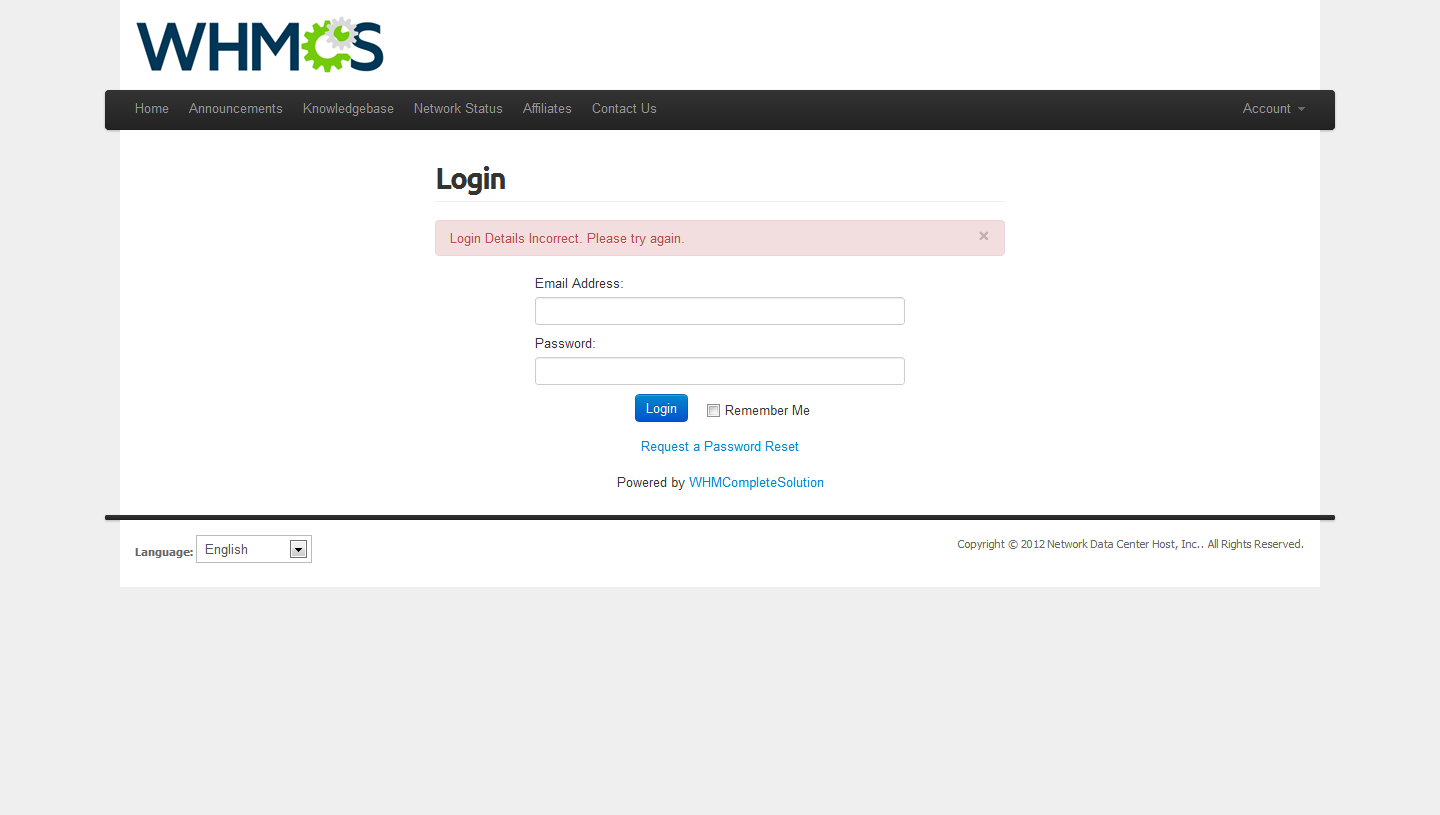 WHMCS
Home Announcements Knowledgebase Network Status Affiliates Contact Us Account
Login
Login Details Incorrect. Please try again. ×
Email Address:
Password:
Login Remember Me
Request a Password Reset
Powered by WHMCompleteSolution
Language: English
Copyright © 2012 Network Data Center Host, Inc.. All Rights Reserved.